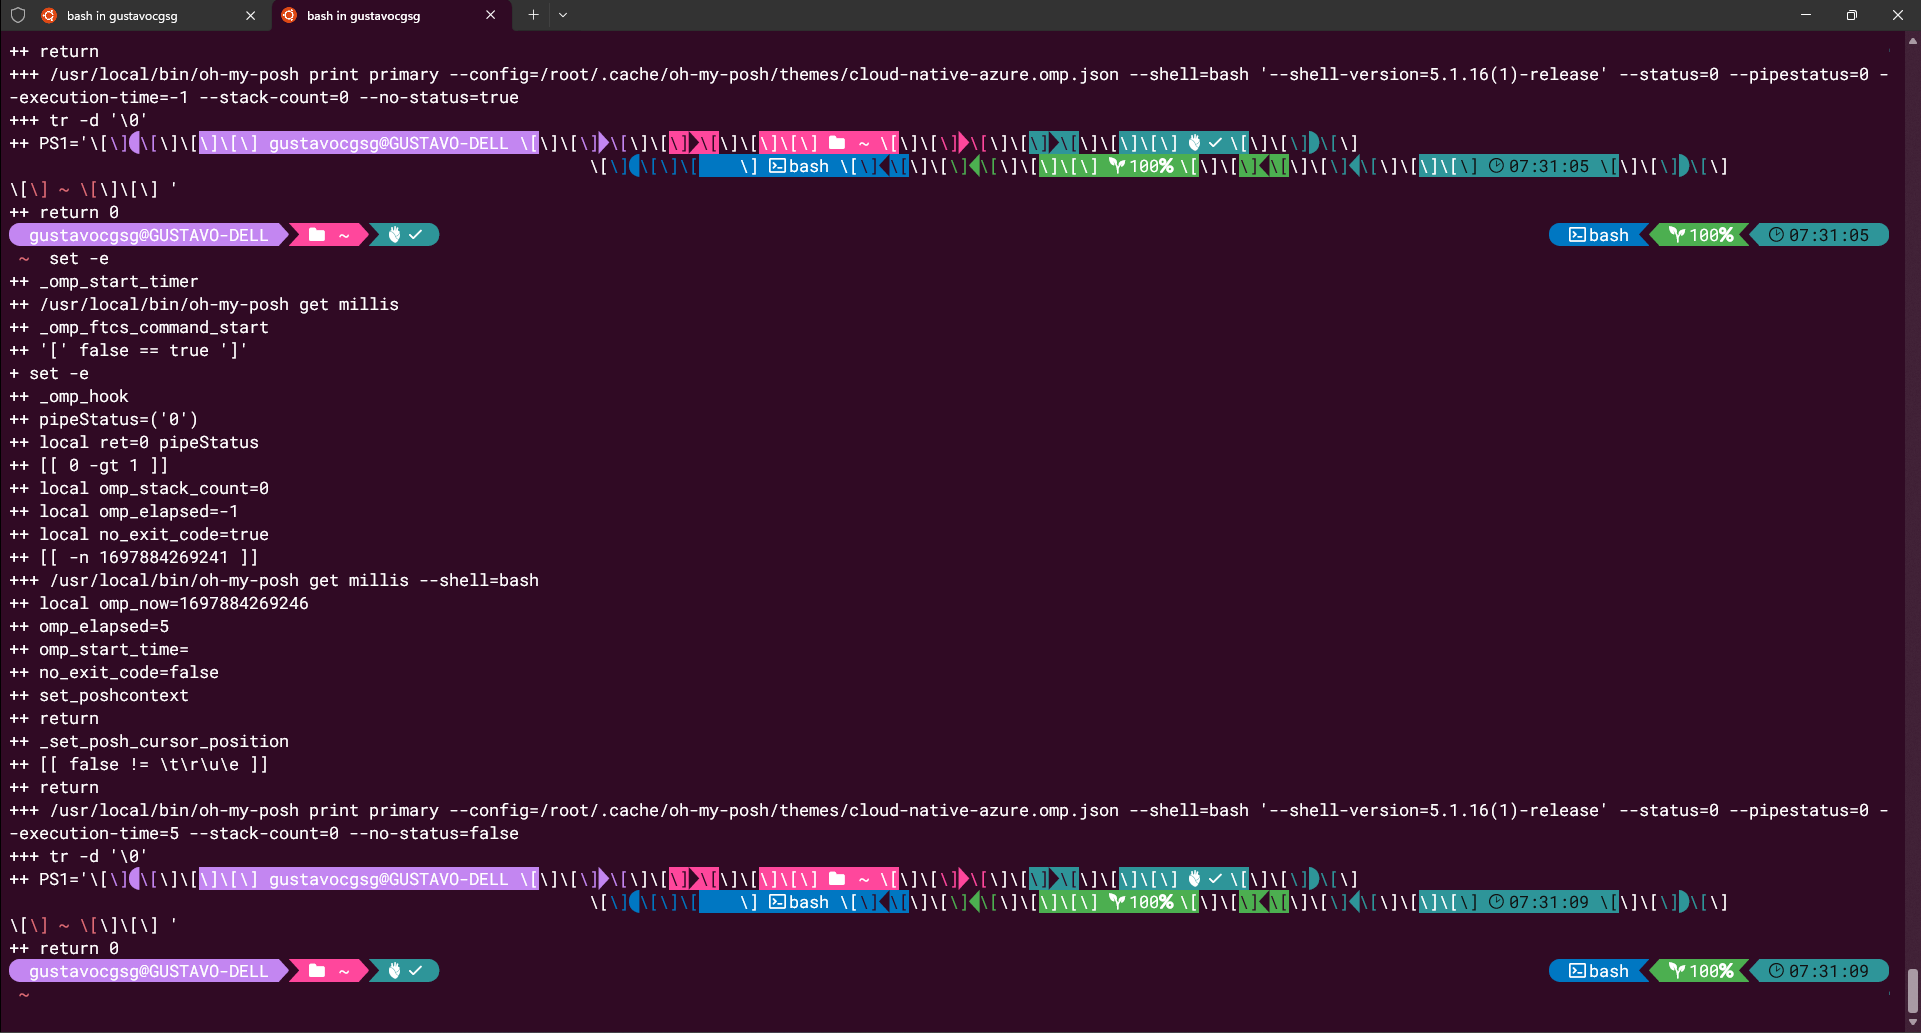 bash in gustavocgsg
bash in gustavocgsg
++ return
+++ /usr/local/bin/oh-my-posh print primary --config=/root/.cache/oh-my-posh/themes/cloud-native-azure.omp.json --shell=bash '--shell-version=5.1.16(1)-release' --status=0 --pipestatus=0 -
-execution-time=-1 --stack-count=0 --no-status=true
+++ tr -d '\0'
++ PS1='\[\]\[\]\[\]\[\] gustavocgsg@GUSTAVO-DELL \[\]\[\]\[\]\[\]\[\]\[\]\[\] ~ \[\]\[\]\[\]\[\]\[\]\[\]\[\] \[\]\[\]\[\]
\[\]\[\]\[ \] bash \[\]\[\]\[\]\[\]\[\]\[\] 100% \[\]\[\]\[\]\[\]\[\]\[\]\[\] 07:31:05 \[\]\[\]\[\]
\[\] ~ \[\]\[\] '
++ return 0
gustavocgsg@GUSTAVO-DELL ~ bash 100% 07:31:05
~ set -e
++ _omp_start_timer
++ /usr/local/bin/oh-my-posh get millis
++ _omp_ftcs_command_start
++ '[' false == true ']'
+ set -e
++ _omp_hook
++ pipeStatus=('0')
++ local ret=0 pipeStatus
++ [[ 0 -gt 1 ]]
++ local omp_stack_count=0
++ local omp_elapsed=-1
++ local no_exit_code=true
++ [[ -n 1697884269241 ]]
+++ /usr/local/bin/oh-my-posh get millis --shell=bash
++ local omp_now=1697884269246
++ omp_elapsed=5
++ omp_start_time=
++ no_exit_code=false
++ set_poshcontext
++ return
++ _set_posh_cursor_position
++ [[ false != \t\r\u\e ]]
++ return
+++ /usr/local/bin/oh-my-posh print primary --config=/root/.cache/oh-my-posh/themes/cloud-native-azure.omp.json --shell=bash '--shell-version=5.1.16(1)-release' --status=0 --pipestatus=0 -
-execution-time=5 --stack-count=0 --no-status=false
+++ tr -d '\0'
++ PS1='\[\]\[\]\[\]\[\] gustavocgsg@GUSTAVO-DELL \[\]\[\]\[\]\[\]\[\]\[\]\[\] ~ \[\]\[\]\[\]\[\]\[\]\[\]\[\] \[\]\[\]\[\]
\[\]\[\]\[ \] bash \[\]\[\]\[\]\[\]\[\]\[\] 100% \[\]\[\]\[\]\[\]\[\]\[\]\[\] 07:31:09 \[\]\[\]\[\]
\[\] ~ \[\]\[\] '
++ return 0
gustavocgsg@GUSTAVO-DELL ~ bash 100% 07:31:09
~